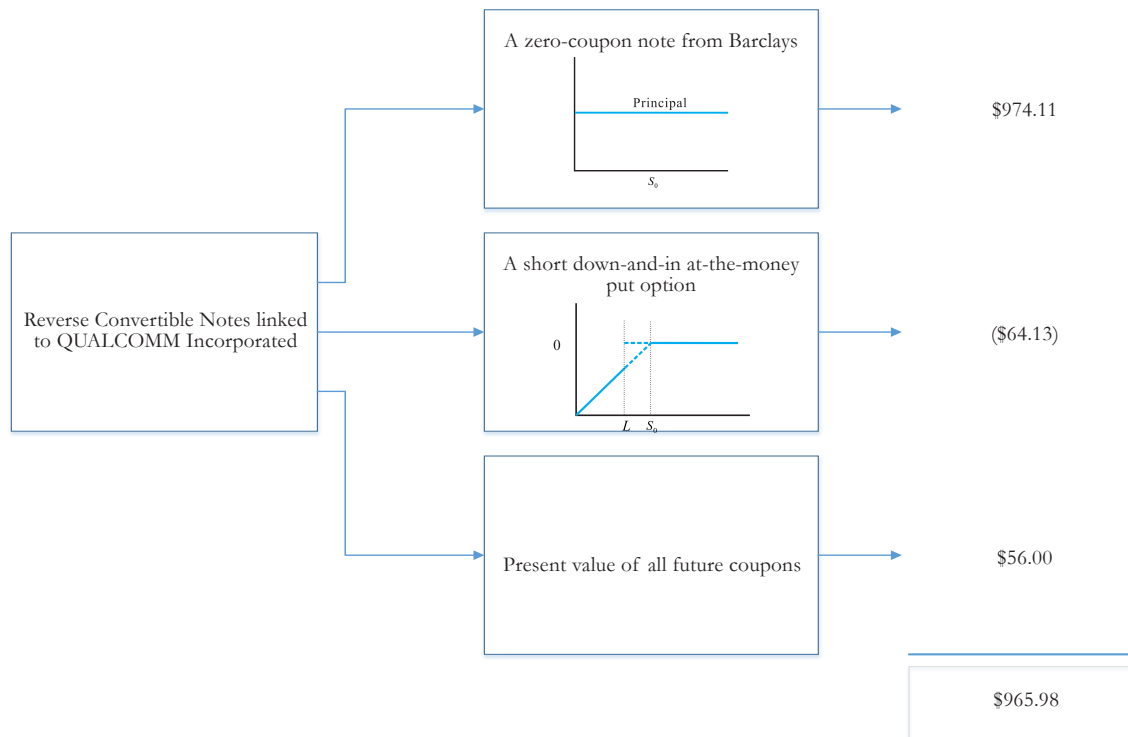 A zero-coupon note from Barclays
Principal
S₀
$974.11
Reverse Convertible Notes linked
to QUALCOMM Incorporated
A short down-and-in at-the-money
put option
0
L S₀
($64.13)
Present value of all future coupons
$56.00
$965.98